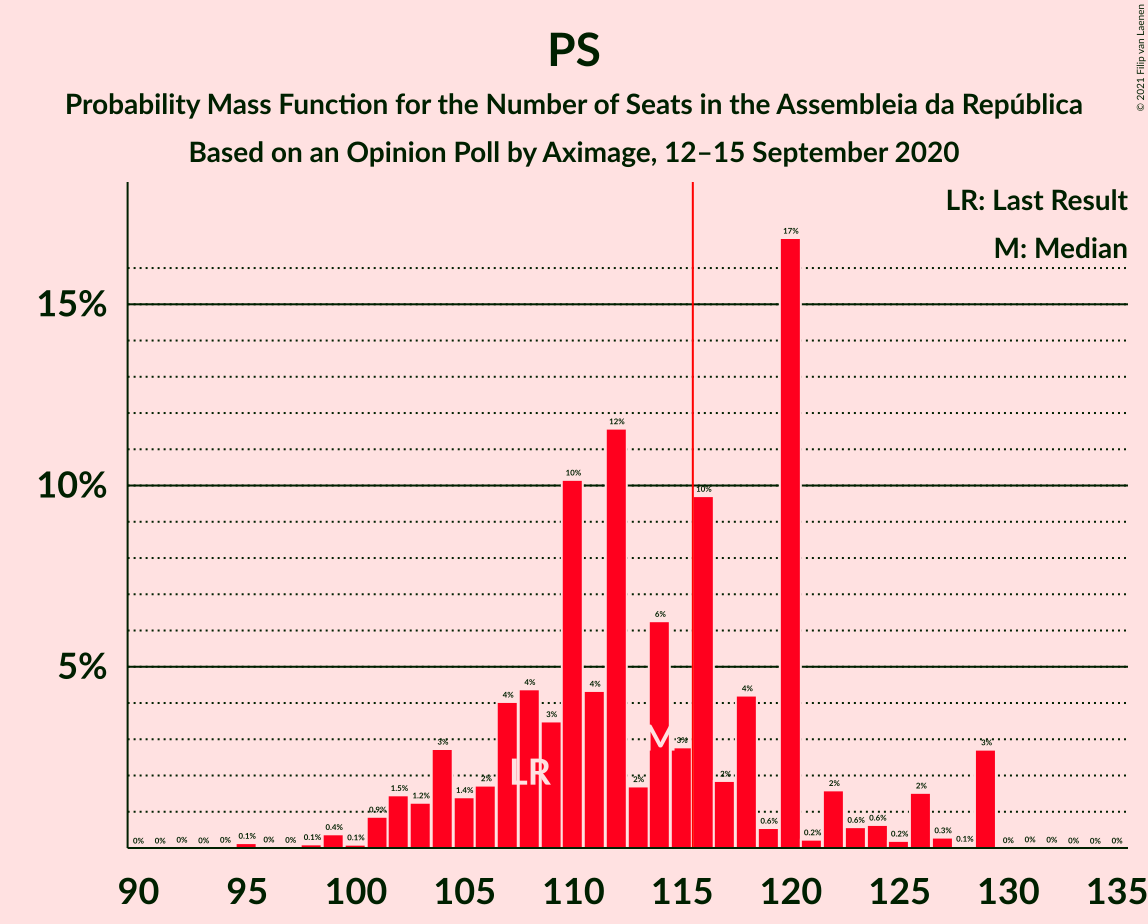 PS
Probability Mass Function for the Number of Seats in the Assembleia da República
Based on an Opinion Poll by Aximage, 12–15 September 2020
© 2021 Filip van Laenen
LR: Last Result
M: Median
15%
10%
5%
0% 0% 0% 0% 0% 0.1% 0% 0% 0.1% 0.4% 0.1% 0.9% 1.5% 1.2% 3% 1.4% 2% 4% 4% 3% 10% 4% 12% 2% 6% 3% 10% 2% 4% 0.6% 17% 0.2% 2% 0.6% 0.6% 0.2% 2% 0.3% 0.1% 3% 0% 0% 0% 0% 0% 0%
LR
M
90 95 100 105 110 115 120 125 130 135